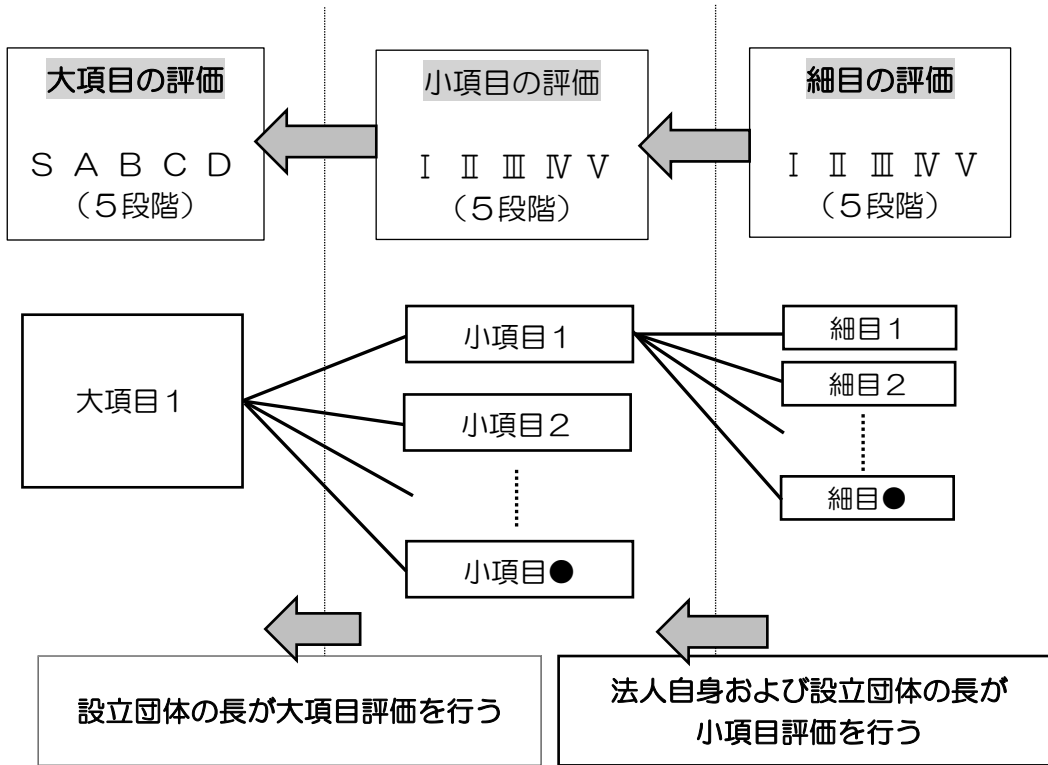 大項目の評価
S A B C D
(5段階)
小項目の評価
Ⅰ Ⅱ Ⅲ Ⅳ Ⅴ
(5段階)
細目の評価
Ⅰ Ⅱ Ⅲ Ⅳ Ⅴ
(5段階)
大項目1
小項目1
小項目2
小項目●
細目1
細目2
細目●
設立団体の長が大項目評価を行う
法人自身および設立団体の長が
小項目評価を行う